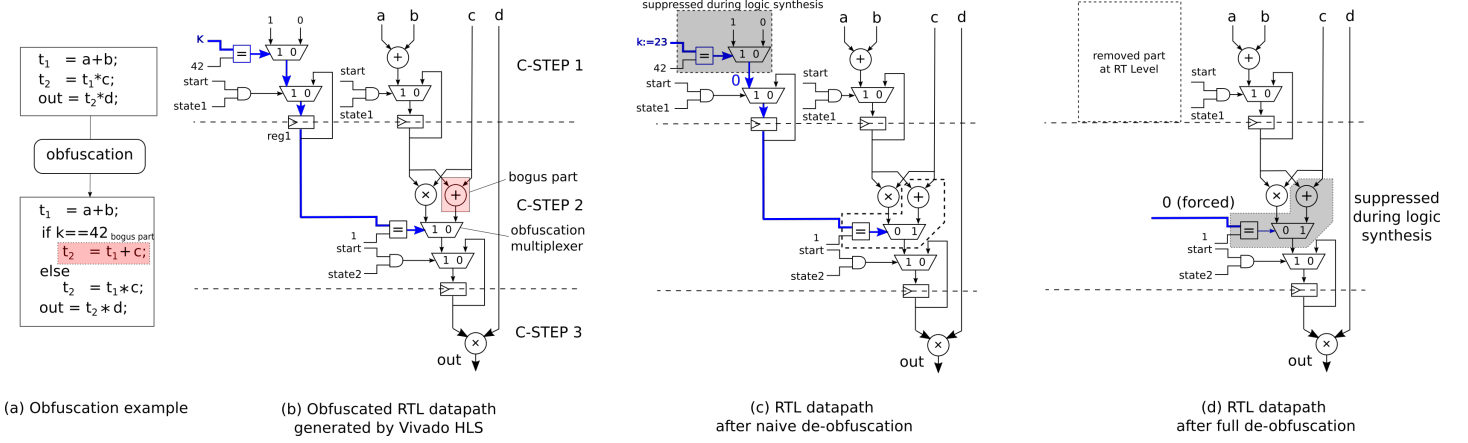 t1 = a+b;
t2 = t1*c;
out = t2*d;
obfuscation
t1 = a+b;
if k==42 bogus part
t2 = t1+c;
else
t2 = t1*c;
out = t2*d;
(a) Obfuscation example
a b c d
1 0
K
=
1 0
42
+
C-STEP 1
start
state1
1 0
start
state1
1 0
reg1
bogus part
×
+
C-STEP 2
=
1 0
obfuscation
multiplexer
1
start
state2
1 0
C-STEP 3
×
out
(b) Obfuscated RTL datapath
generated by Vivado HLS
suppressed during logic synthesis
a b c d
1 0
k:=23
=
1 0
42
+
0
start
state1
1 0
start
state1
1 0
×
+
=
0 1
1
start
state2
1 0
×
out
(c) RTL datapath
after naive de-obfuscation
a b c d
removed part
at RT Level
+
start
state1
1 0
×
+
0 (forced)
=
0 1
1
suppressed
during logic
synthesis
start
state2
1 0
×
out
(d) RTL datapath
after full de-obfuscation